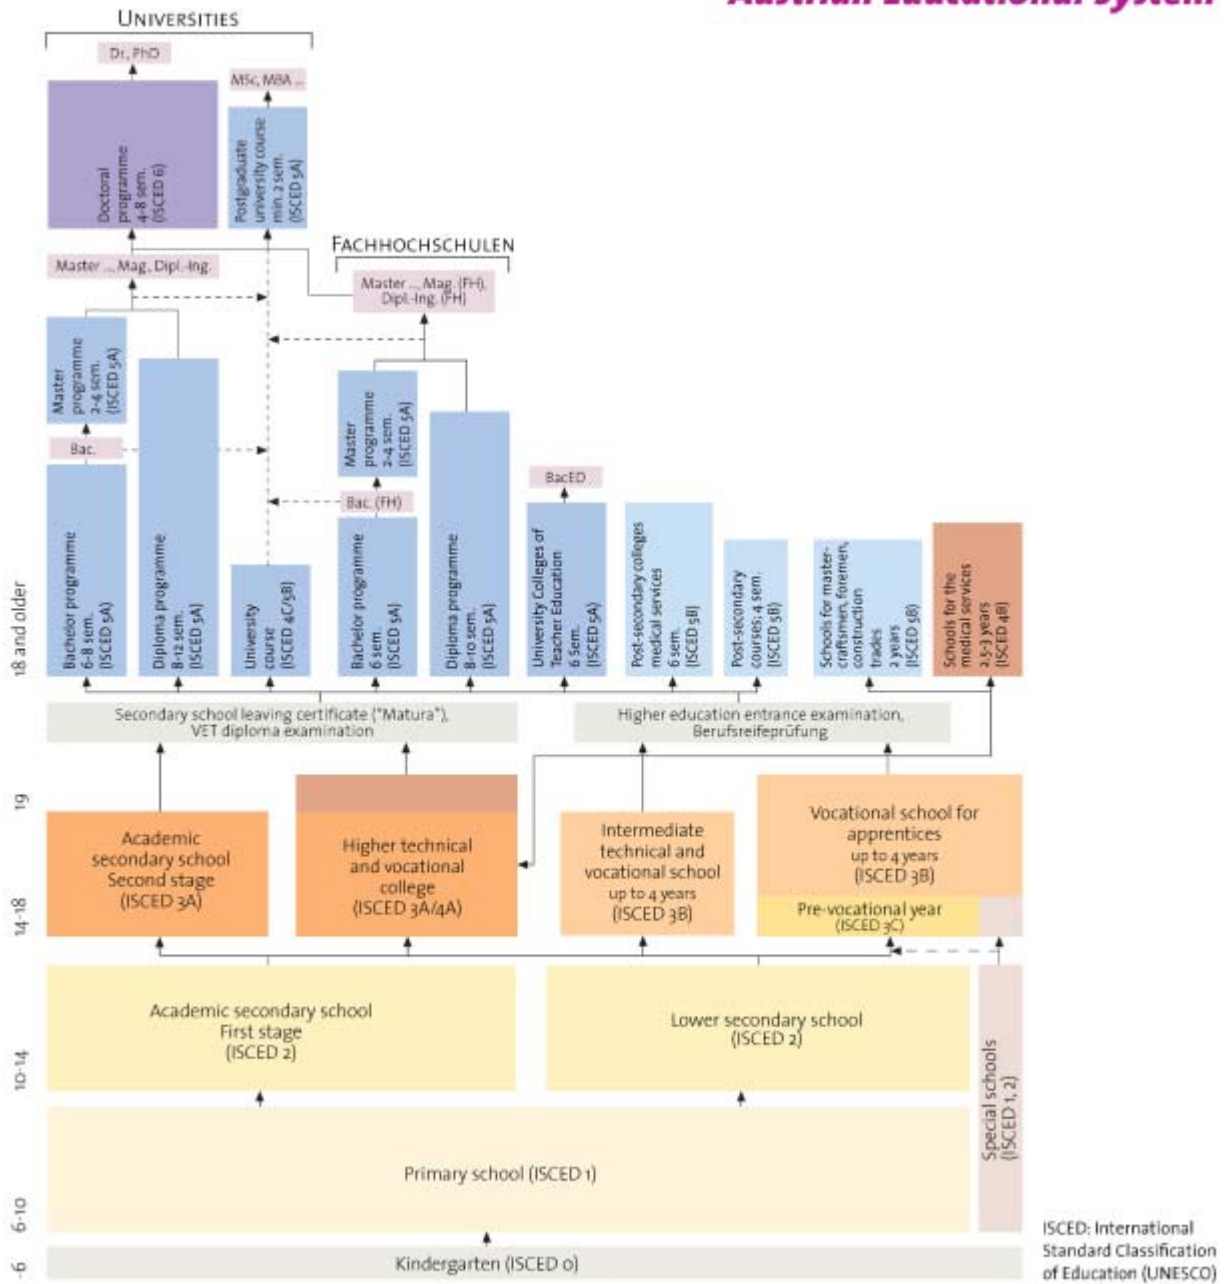 Austrian Educational System
UNIVERSITIES
Dr., PhD
MSc, MBA ...
Doctoral
programme
4-8 sem.
(ISCED 6)
Postgraduate
university course
min. 2 sem.
(ISCED 5A)
FACHHOCHSCHULEN
Master ..., Mag., Dipl.-Ing.
Master ..., Mag. (FH),
Dipl.-Ing. (FH)
Master
programme
2-4 sem.
(ISCED 5A)
Master
programme
2-4 sem.
(ISCED 5A)
Bac.
Bac. (FH)
BacED
18 and older
Bachelor programme
6-8 sem.
(ISCED 5A)
Diploma programme
8-12 sem.
(ISCED 5A)
University
course
(ISCED 4C/5B)
Bachelor programme
6 sem.
(ISCED 5A)
Diploma programme
8-10 sem.
(ISCED 5A)
University Colleges of
Teacher Education
6 Sem.
(ISCED 5A)
Post-secondary colleges
medical services
6 sem.
(ISCED 5B)
Post-secondary
courses; 4 sem.
(ISCED 5B)
Schools for master-
craftsmen, foremen,
construction
trades
2 years
(ISCED 5B)
Schools for the
medical services
2,5-3 years
(ISCED 4B)
Secondary school leaving certificate ("Matura"),
VET diploma examination
Higher education entrance examination,
Berufsreifeprüfung
19
14-18
Academic
secondary school
Second stage
(ISCED 3A)
Higher technical
and vocational
college
(ISCED 3A/4A)
Intermediate
technical and
vocational school
up to 4 years
(ISCED 3B)
Vocational school for
apprentices
up to 4 years
(ISCED 3B)
Pre-vocational year
(ISCED 3C)
10-14
Academic secondary school
First stage
(ISCED 2)
Lower secondary school
(ISCED 2)
Special schools
(ISCED 1, 2)
6-10
Primary school (ISCED 1)
-6
Kindergarten (ISCED 0)
ISCED: International
Standard Classification
of Education (UNESCO)